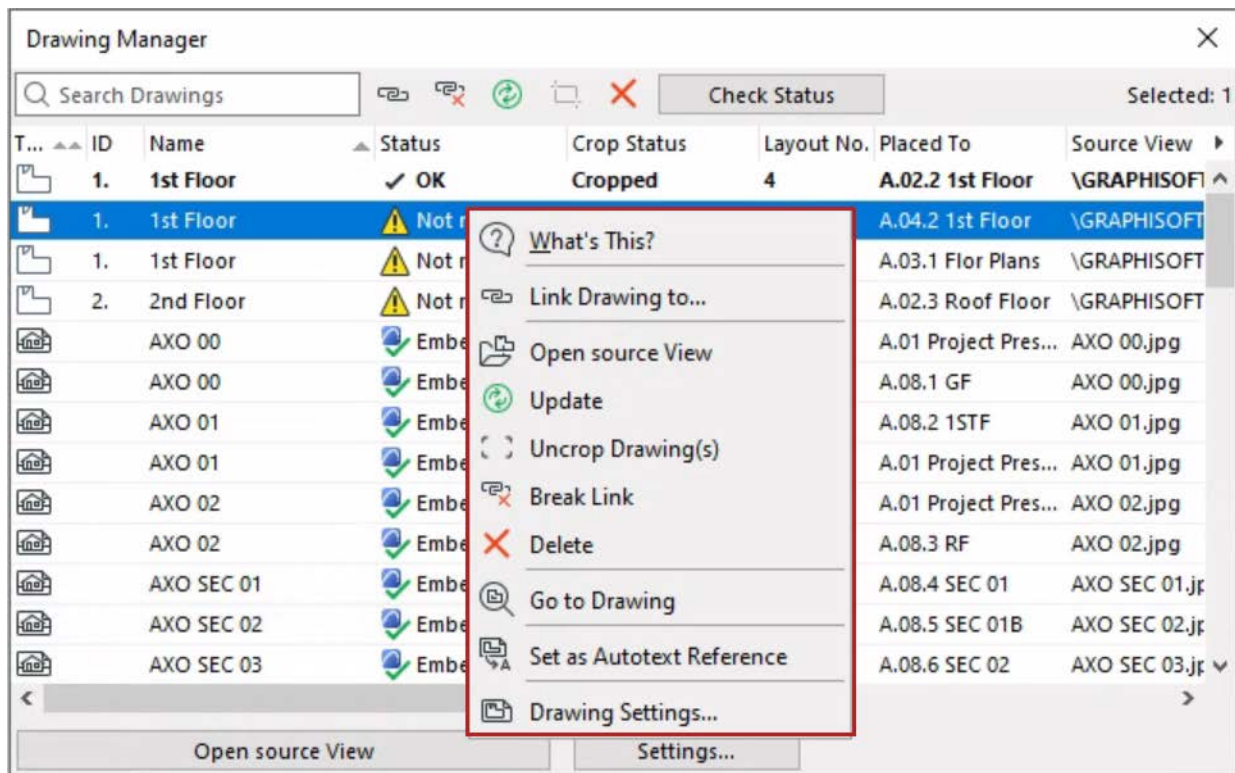 Drawing Manager
Search Drawings Check Status Selected: 1
T... ID Name Status Crop Status Layout No. Placed To Source View
1. 1st Floor OK Cropped 4 A.02.2 1st Floor \GRAPHISOFT
1. 1st Floor Not A.04.2 1st Floor \GRAPHISOFT
What's This?
1. 1st Floor Not A.03.1 Flor Plans \GRAPHISOFT
Link Drawing to...
2. 2nd Floor Not A.02.3 Roof Floor \GRAPHISOFT
AXO 00 Embe A.01 Project Pres... AXO 00.jpg
Open source View
AXO 00 Embe A.08.1 GF AXO 00.jpg
Update
AXO 01 Embe A.08.2 1STF AXO 01.jpg
Uncrop Drawing(s)
AXO 01 Embe A.01 Project Pres... AXO 01.jpg
Break Link
AXO 02 Embe A.01 Project Pres... AXO 02.jpg
AXO 02 Embe A.08.3 RF AXO 02.jpg
Delete
AXO SEC 01 Embe A.08.4 SEC 01 AXO SEC 01.jp
Go to Drawing
AXO SEC 02 Embe A.08.5 SEC 01B AXO SEC 02.jp
Set as Autotext Reference
AXO SEC 03 Embe A.08.6 SEC 02 AXO SEC 03.jp
Drawing Settings...
Open source View Settings...